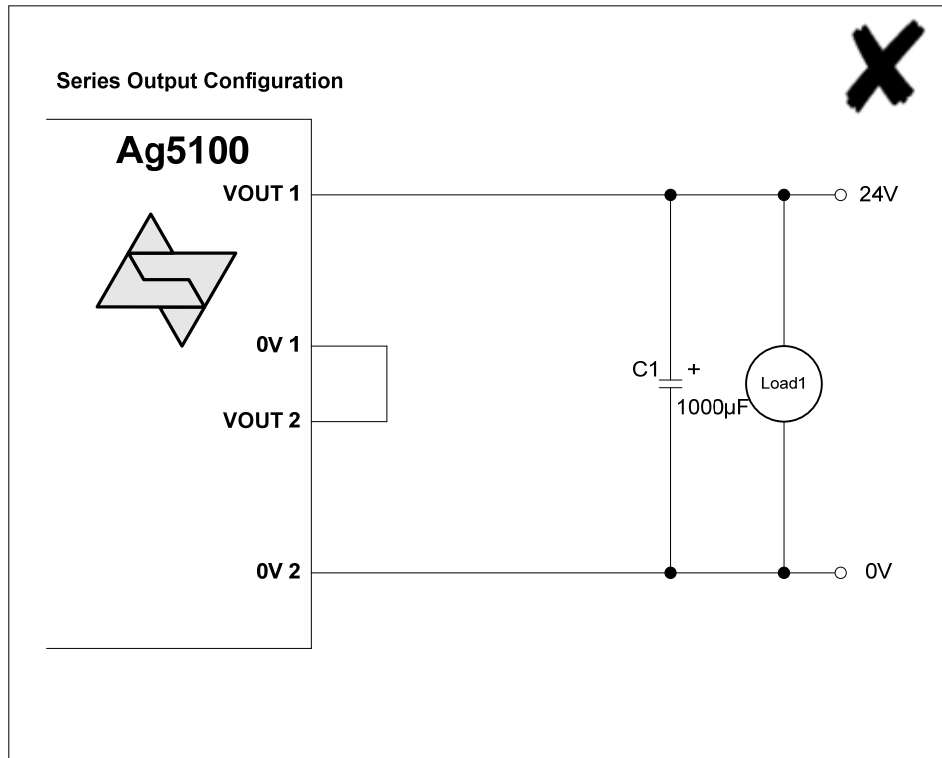 Series Output Configuration
Ag5100
VOUT 1
24V
0V 1
C1 +
Load1
1000µF
VOUT 2
0V 2
0V